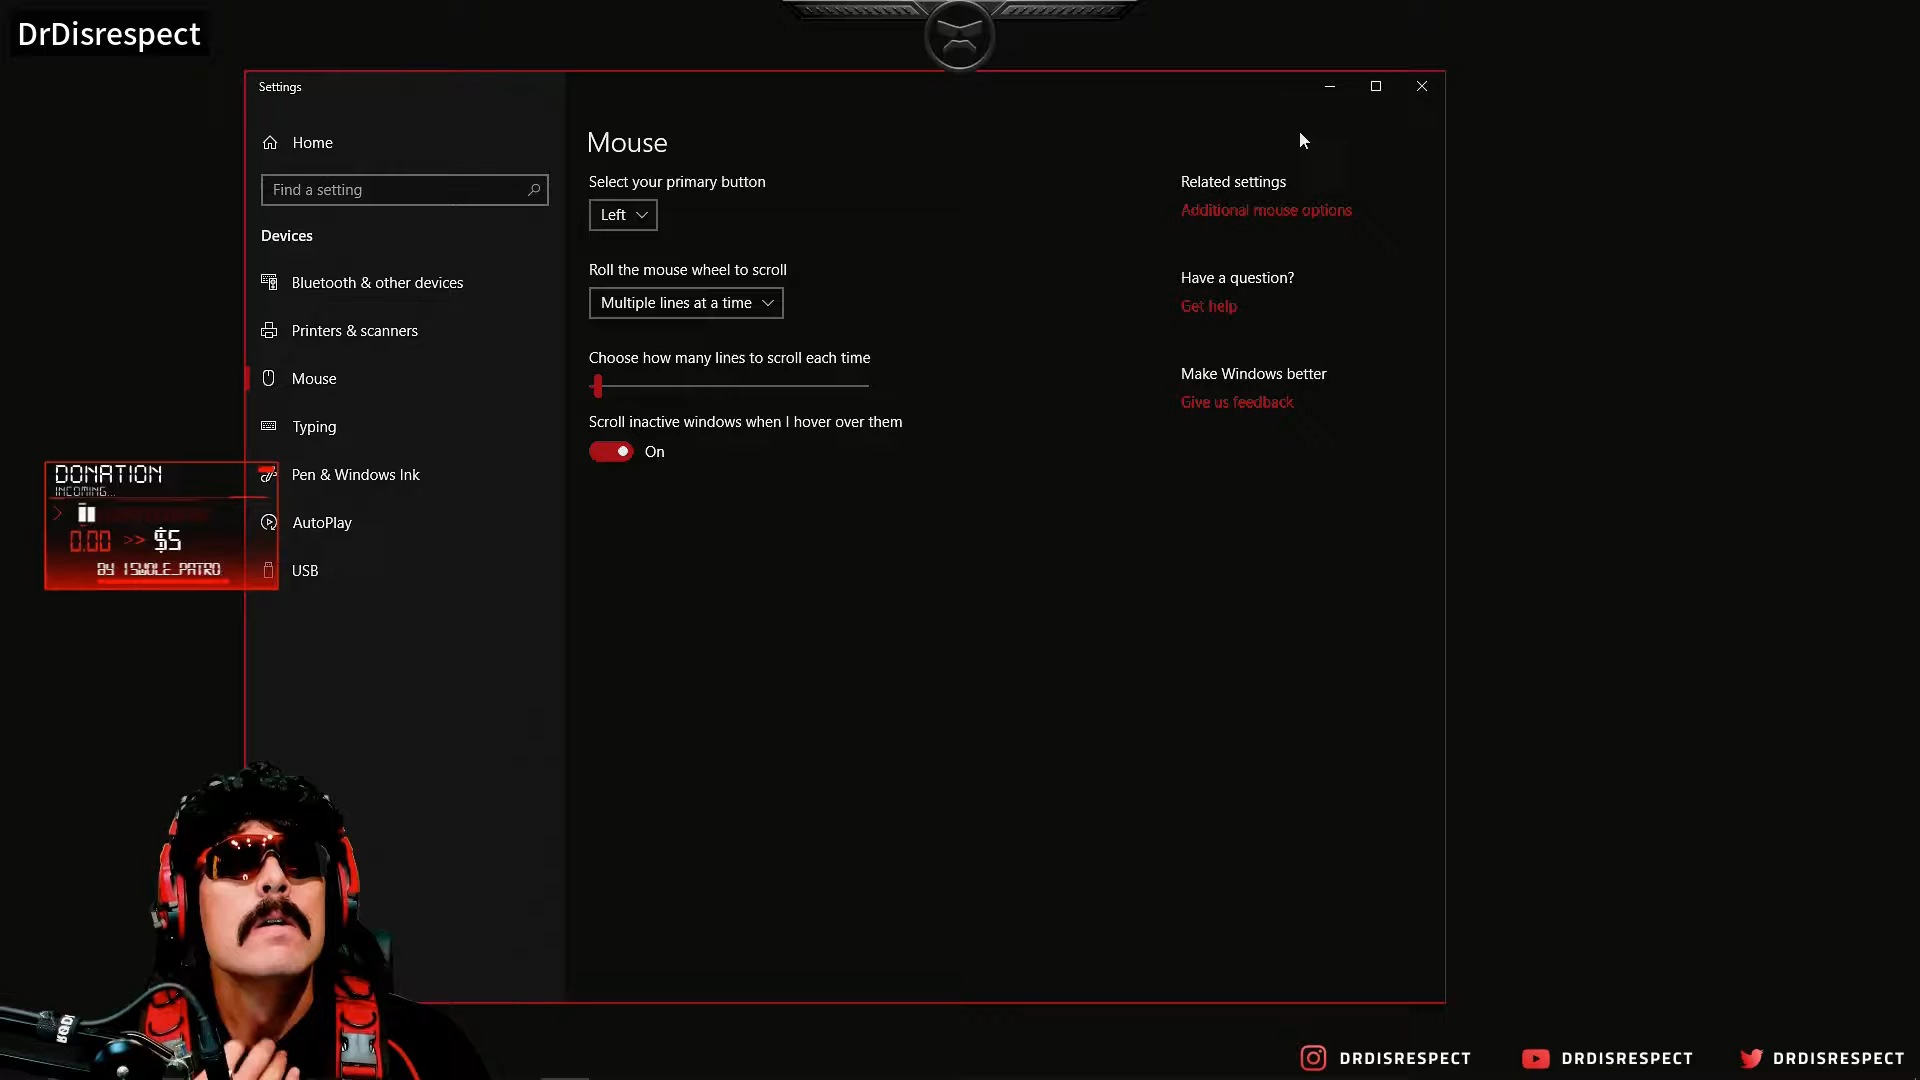 DrDisrespect
Settings
Home
Find a setting
Devices
Bluetooth & other devices
Printers & scanners
Mouse
Typing
Pen & Windows Ink
AutoPlay
USB
Mouse
Select your primary button
Left
Roll the mouse wheel to scroll
Multiple lines at a time
Choose how many lines to scroll each time
Scroll inactive windows when I hover over them
On
Related settings
Additional mouse options
Have a question?
Get help
Make Windows better
Give us feedback
DONATION
INCOMING...
0.00 >> $5
BY ISWOLE_PATRO
RODE
DRDISRESPECT
DRDISRESPECT
DRDISRESPECT